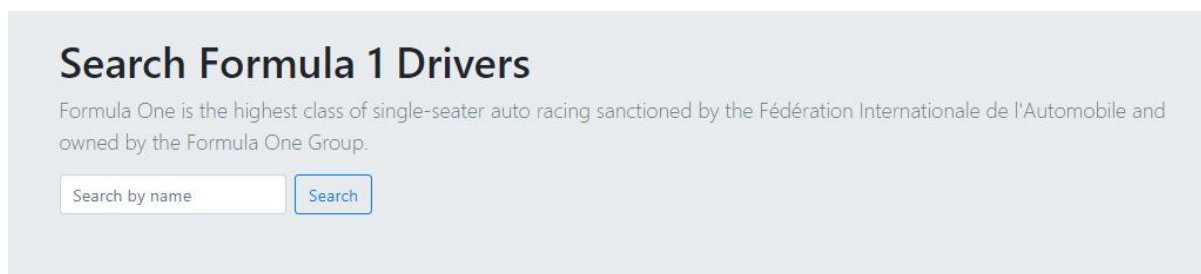 Search Formula 1 Drivers
Formula One is the highest class of single-seater auto racing sanctioned by the Fédération Internationale de l'Automobile and
owned by the Formula One Group.
Search by name Search